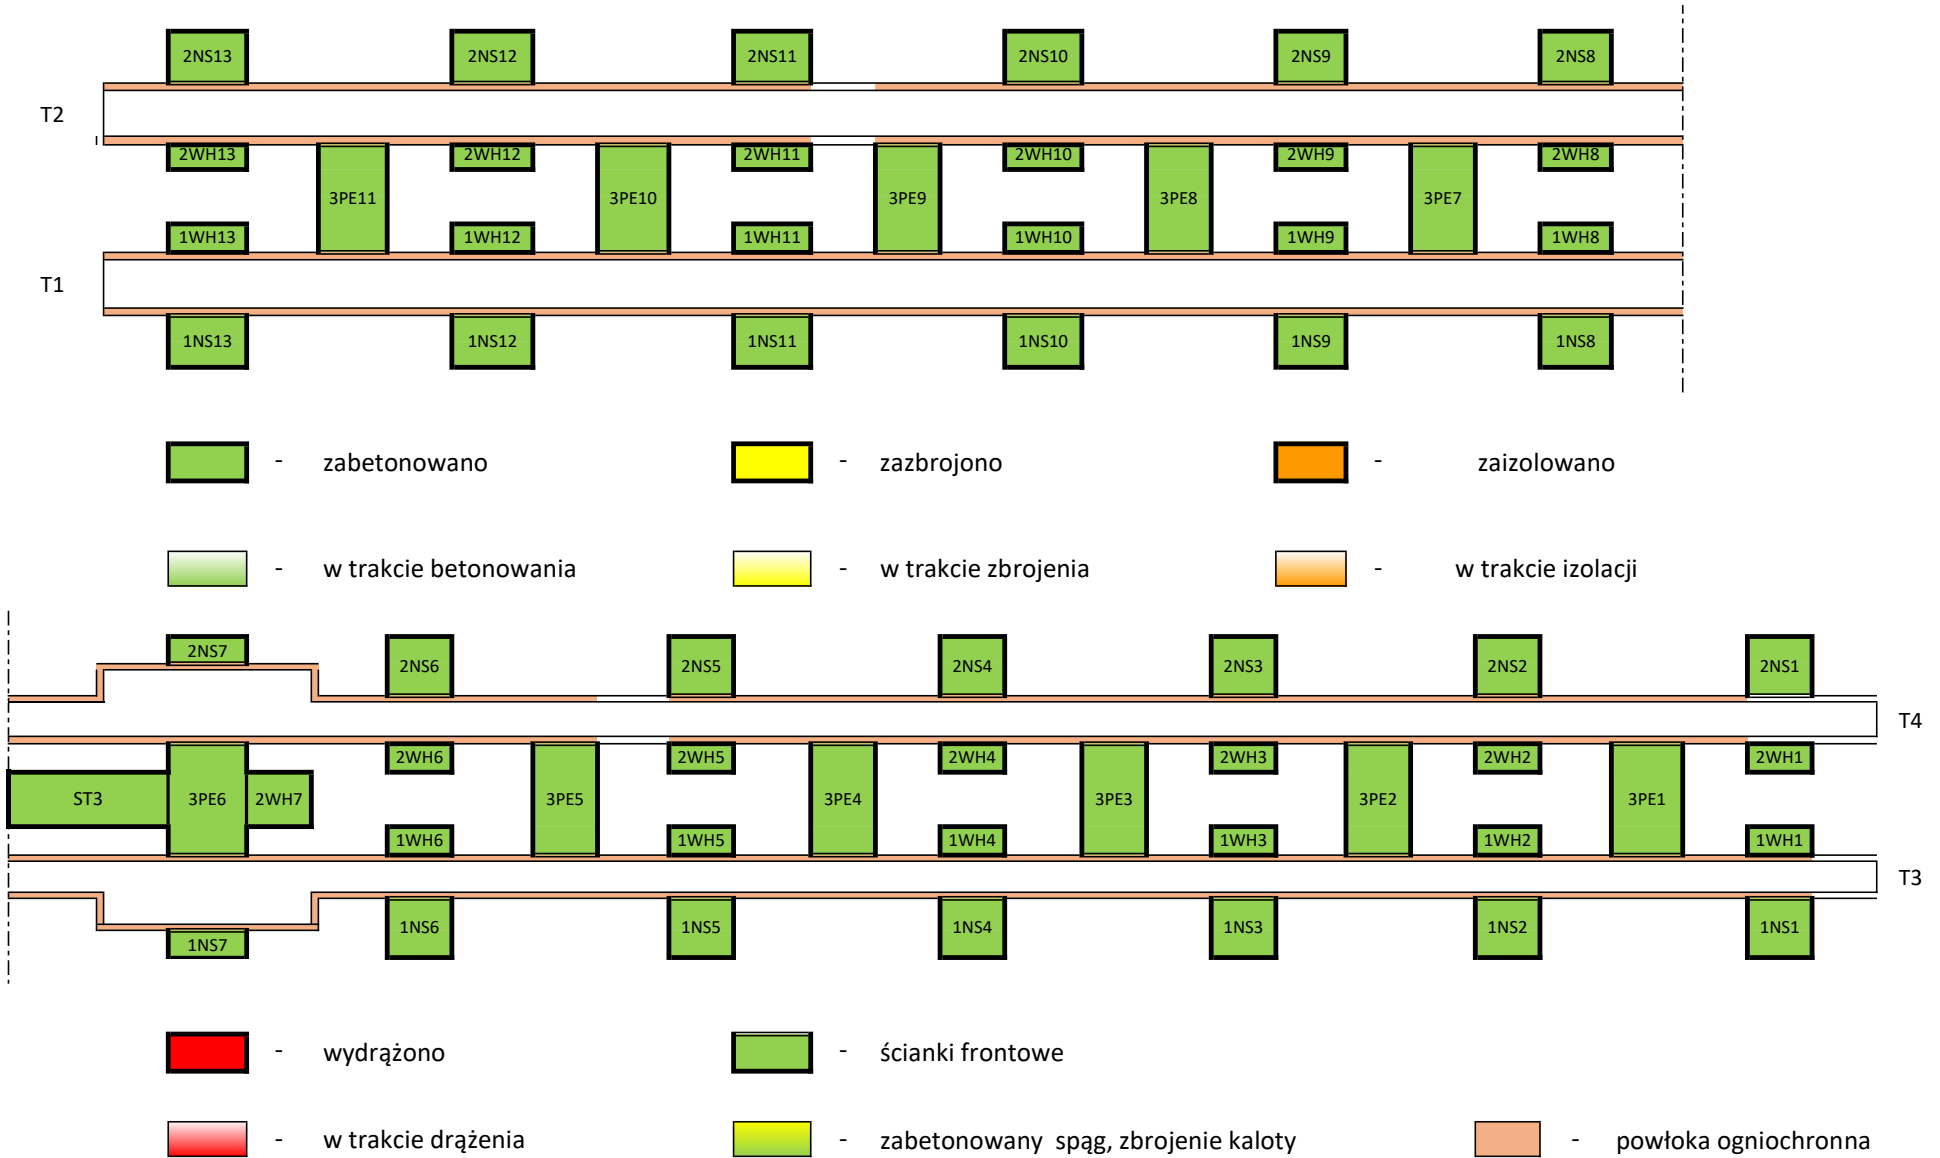 2NS13 2NS12 2NS11 2NS10 2NS9 2NS8
T2
2WH13 2WH12 2WH11 2WH10 2WH9 2WH8
3PE11 3PE10 3PE9 3PE8 3PE7
1WH13 1WH12 1WH11 1WH10 1WH9 1WH8
T1
1NS13 1NS12 1NS11 1NS10 1NS9 1NS8
- zabetonowano - zazbrojono - zaizolowano
- w trakcie betonowania - w trakcie zbrojenia - w trakcie izolacji
2NS7 2NS6 2NS5 2NS4 2NS3 2NS2 2NS1
T4
2WH6 2WH5 2WH4 2WH3 2WH2 2WH1
ST3 3PE6 2WH7 3PE5 3PE4 3PE3 3PE2 3PE1
1WH6 1WH5 1WH4 1WH3 1WH2 1WH1
T3
1NS7 1NS6 1NS5 1NS4 1NS3 1NS2 1NS1
- wydrążono - ścianki frontowe
- w trakcie drążenia - zabetonowany spąg, zbrojenie kaloty - powłoka ogniochronna